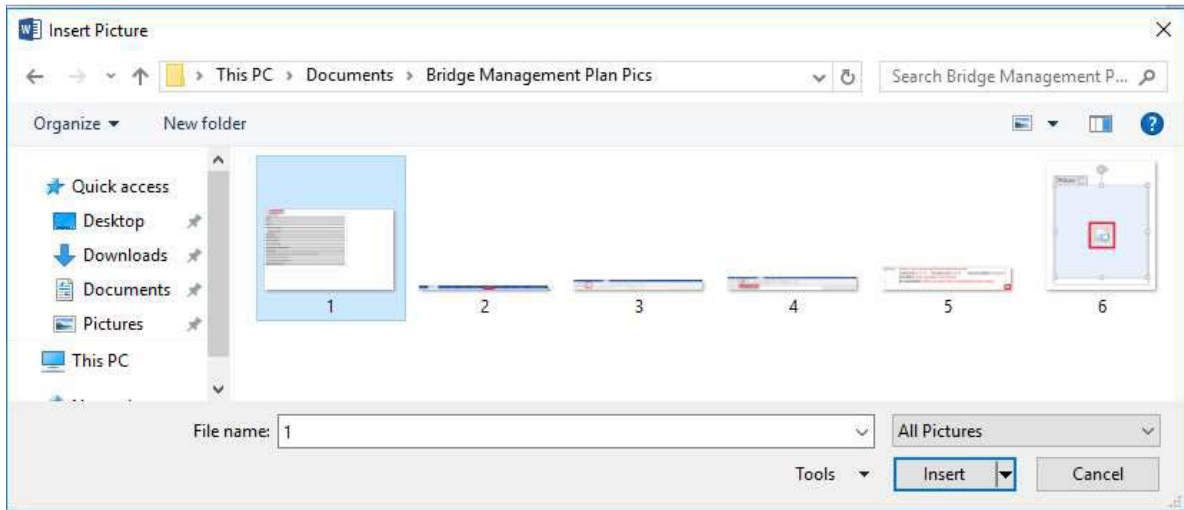 Insert Picture
This PC > Documents > Bridge Management Plan Pics
Search Bridge Management P...
Organize
New folder
Quick access
Desktop
Downloads
Documents
Pictures
This PC
1
2
3
4
5
6
File name: 1
All Pictures
Tools
Insert
Cancel